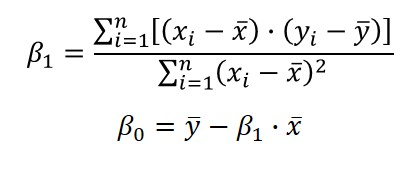 β₁ = ∑ⁿᵢ₌₁[(xᵢ − x̄) · (yᵢ − ȳ)] / ∑ⁿᵢ₌₁(xᵢ − x̄)²
β₀ = ȳ − β₁ · x̄